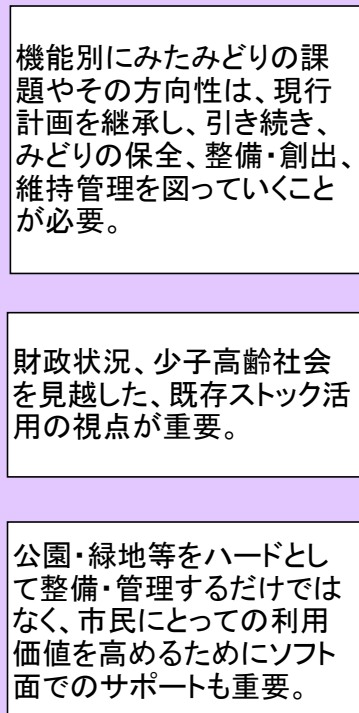 機能別にみたみどりの課
題やその方向性は、現行
計画を継承し、引き続き、
みどりの保全、整備・創出、
維持管理を図っていくこと
が必要。
財政状況、少子高齢社会
を見越した、既存ストック活
用の視点が重要。
公園・緑地等をハードとし
て整備・管理するだけでは
なく、市民にとっての利用
価値を高めるためにソフト
面でのサポートも重要。